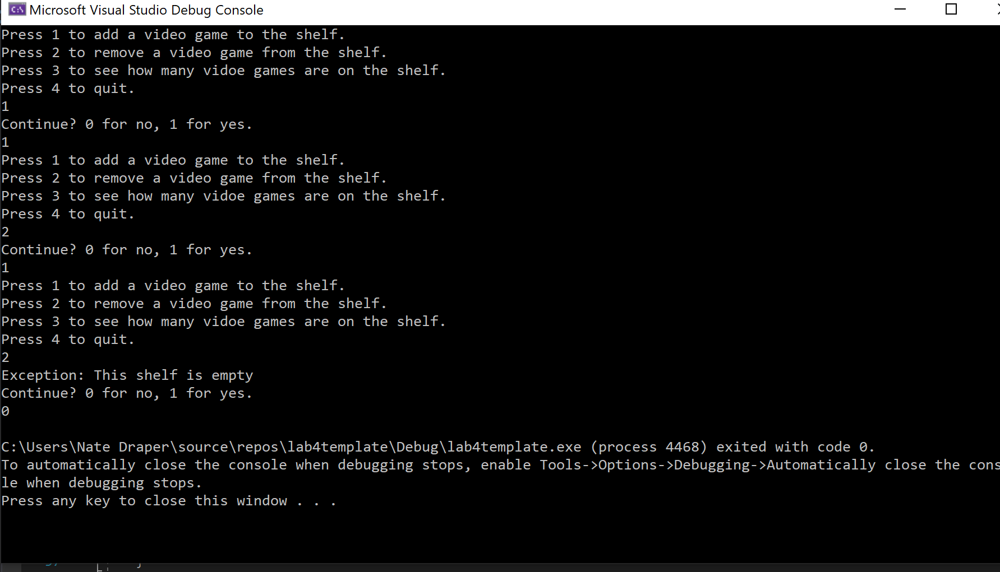 Microsoft Visual Studio Debug Console
Press 1 to add a video game to the shelf.
Press 2 to remove a video game from the shelf.
Press 3 to see how many vidoe games are on the shelf.
Press 4 to quit.
1
Continue? 0 for no, 1 for yes.
1
Press 1 to add a video game to the shelf.
Press 2 to remove a video game from the shelf.
Press 3 to see how many vidoe games are on the shelf.
Press 4 to quit.
2
Continue? 0 for no, 1 for yes.
1
Press 1 to add a video game to the shelf.
Press 2 to remove a video game from the shelf.
Press 3 to see how many vidoe games are on the shelf.
Press 4 to quit.
2
Exception: This shelf is empty
Continue? 0 for no, 1 for yes.
0
C:\Users\Nate Draper\source\repos\lab4template\Debug\lab4template.exe (process 4468) exited with code 0.
To automatically close the console when debugging stops, enable Tools->Options->Debugging->Automatically close the cons
le when debugging stops.
Press any key to close this window . . .